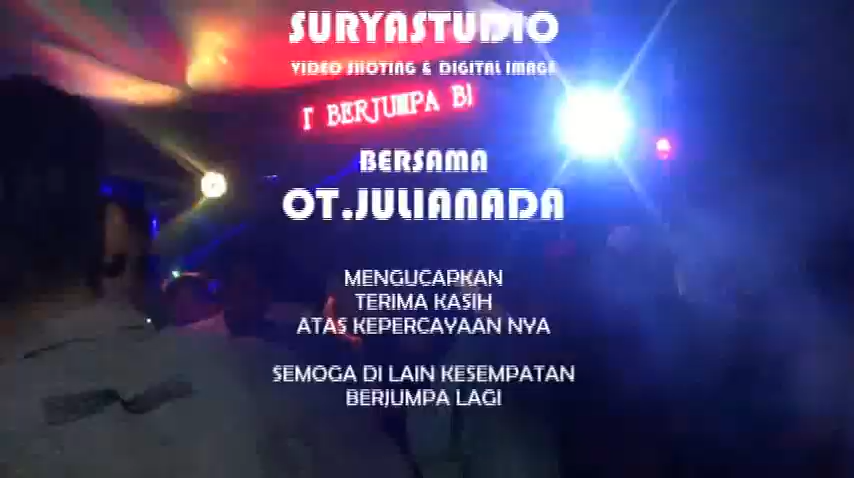 SURYASTUDIO
VIDEO SHOTING & DIGITAL IMAGE
T BERJUMPA BI
BERSAMA
OT.JULIANADA
MENGUCAPKAN
TERIMA KASIH
ATAS KEPERCAYAAN NYA
SEMOGA DI LAIN KESEMPATAN
BERJUMPA LAGI